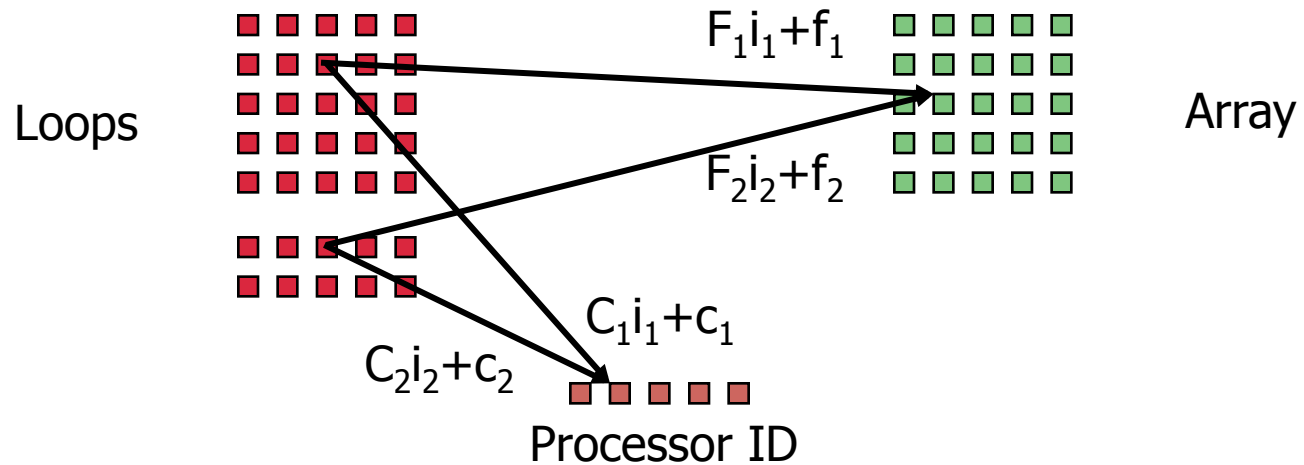 F₁i₁+f₁
Loops
Array
F₂i₂+f₂
C₁i₁+c₁
C₂i₂+c₂
Processor ID